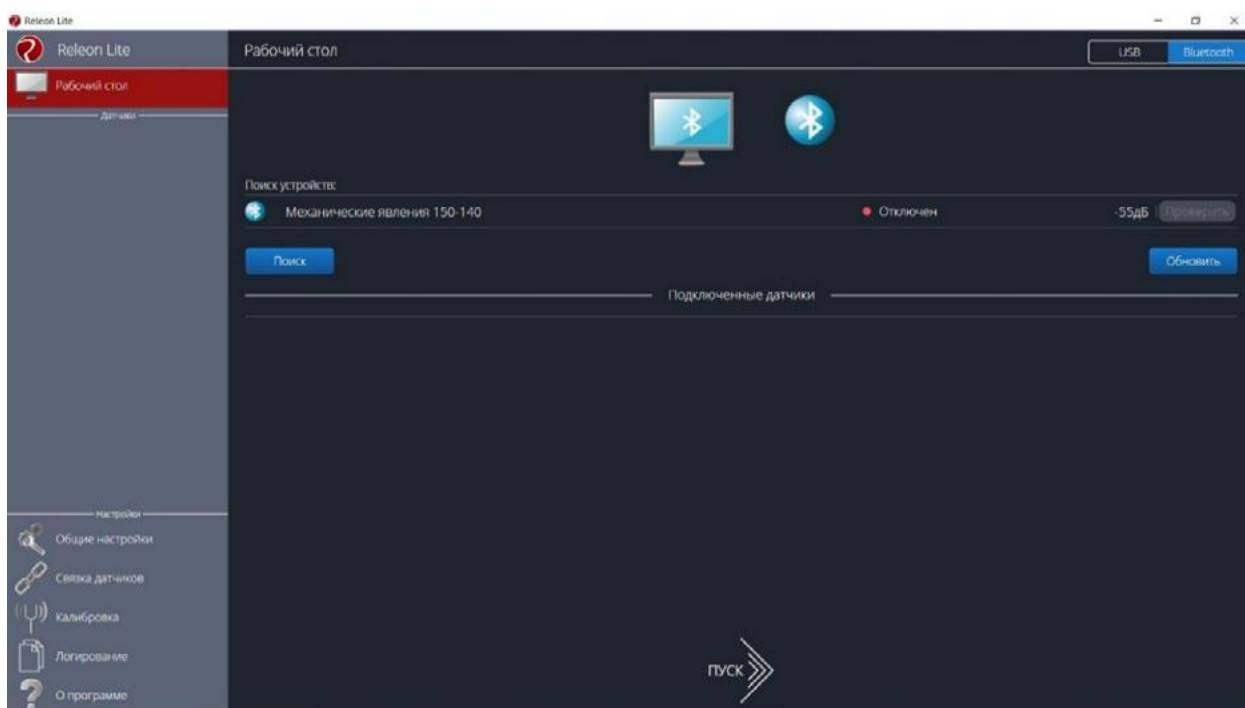 Releon Lite
Releon Lite
Рабочий стол
USB
Bluetooth
Рабочий стол
Датчики
Поиск устройств:
Механические явления 150-140
Отключен
-55дБ
Проверить
Поиск
Обновить
Подключенные датчики
Настройки
Общие настройки
Связка датчиков
Калибровка
Логирование
О программе
ПУСК